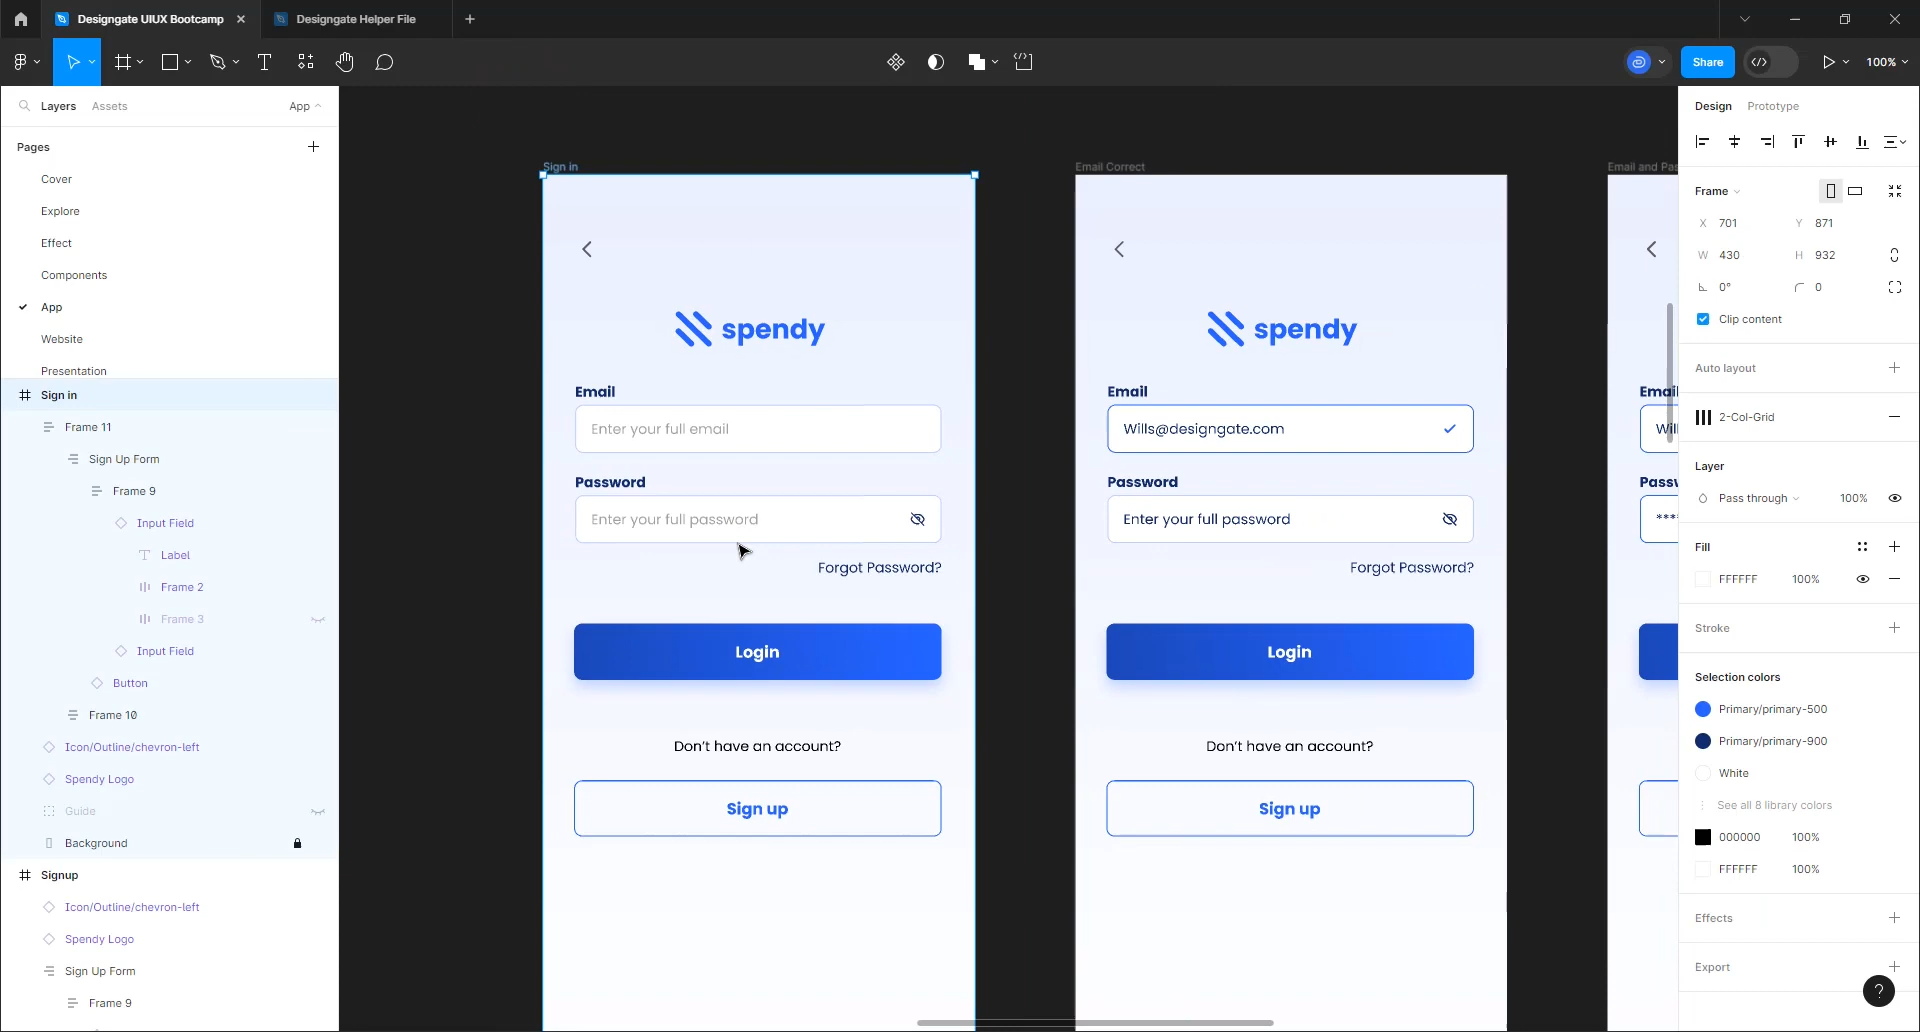 Designgate UIUX Bootcamp
Designgate Helper File
Share
100%
Layers
Assets
App
Pages
Cover
Explore
Effect
Components
App
Website
Presentation
Sign in
Frame 11
Sign Up Form
Frame 9
Input Field
Label
Frame 2
Frame 3
Input Field
Button
Frame 10
Icon/Outline/chevron-left
Spendy Logo
Guide
Background
Signup
Icon/Outline/chevron-left
Spendy Logo
Sign Up Form
Frame 9
Sign in
spendy
Email
Enter your full email
Password
Enter your full password
Forgot Password?
Login
Don't have an account?
Sign up
Email Correct
spendy
Email
Wills@designgate.com
Password
Enter your full password
Forgot Password?
Login
Don't have an account?
Sign up
Email and Pas
Email
Will
Passw
****
Design
Prototype
Frame
X 701
Y 871
W 430
H 932
0°
0
Clip content
Auto layout
2-Col-Grid
Layer
Pass through
100%
Fill
FFFFFF 100%
Stroke
Selection colors
Primary/primary-500
Primary/primary-900
White
See all 8 library colors
000000 100%
FFFFFF 100%
Effects
Export
?